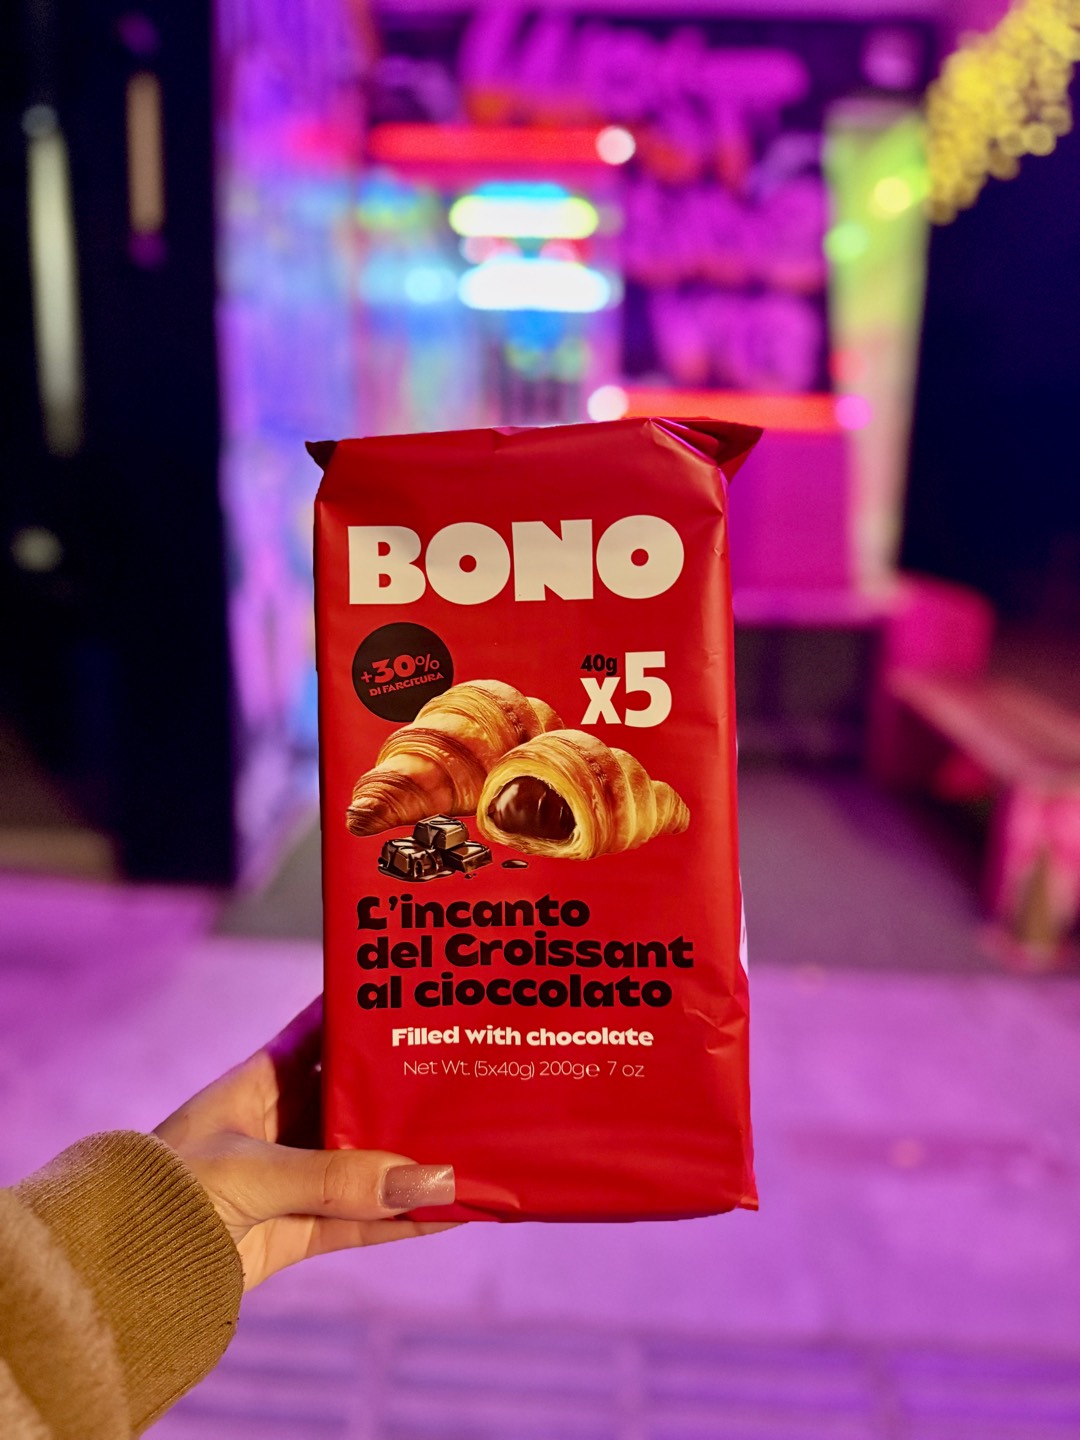 BONO
+30%
DI FARCITURA
40g
x5
L'incanto
del Croissant
al cioccolato
Filled with chocolate
Net Wt. (5x40g) 200g℮ 7 oz